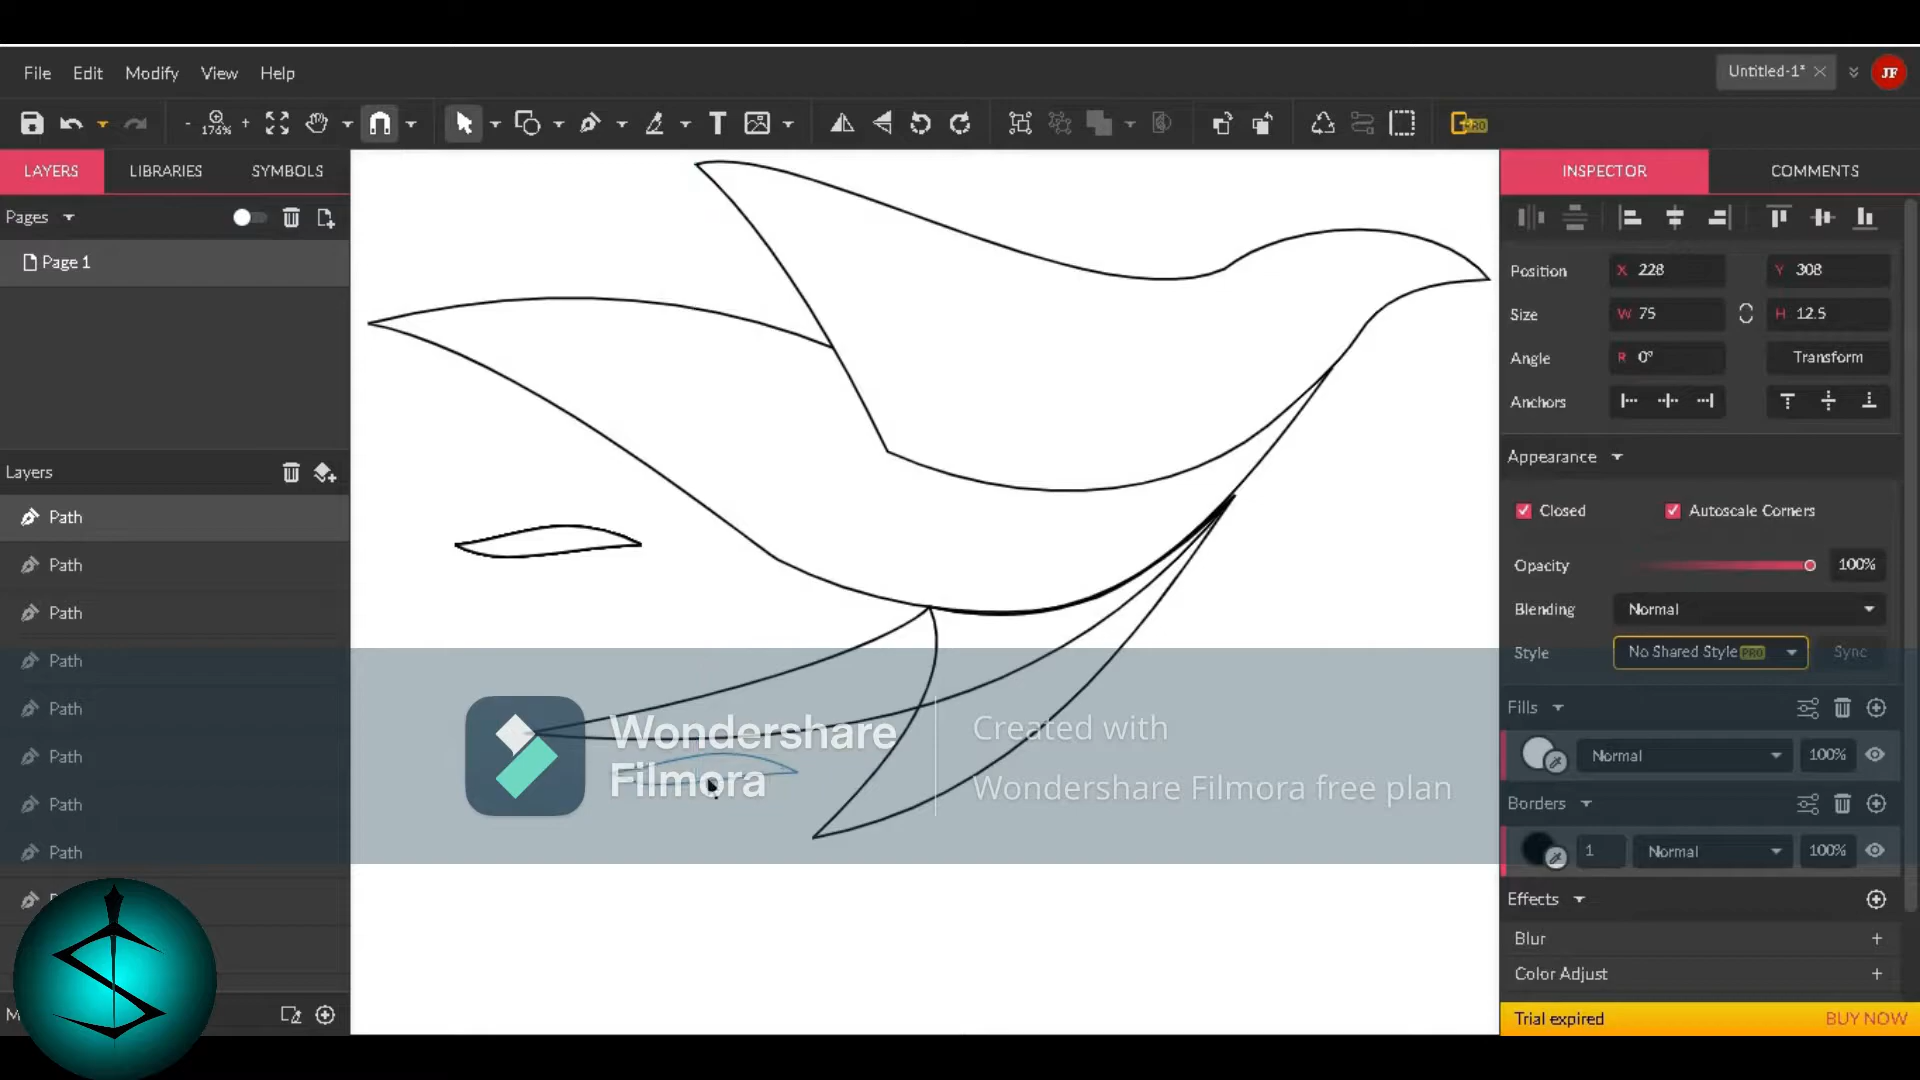 File Edit Modify View Help
Untitled-1*
JF
- 176% +
T
PRO
LAYERS LIBRARIES SYMBOLS
INSPECTOR COMMENTS
Pages
Page 1
Position X 228 Y 308
Size W 75 H 12.5
Angle R 0° Transform
Anchors
Appearance
Layers
Closed Autoscale Corners
Path
Path
Path
Path
Path
Path
Path
Path
Opacity 100%
Blending Normal
Style No Shared Style PRO Sync
Fills
Normal 100%
Borders
1 Normal 100%
Effects
Blur +
Color Adjust +
Trial expired BUY NOW
Wondershare
Filmora
Created with
Wondershare Filmora free plan